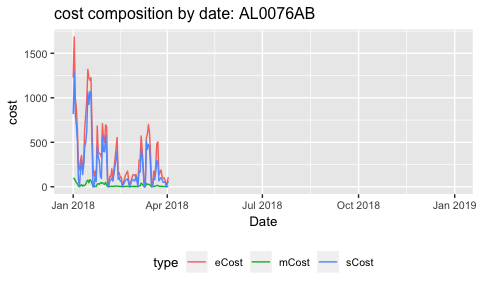 cost composition by date: AL0076AB
1500
1000
500
0
cost
Jan 2018 Apr 2018 Jul 2018 Oct 2018 Jan 2019
Date
type eCost mCost sCost